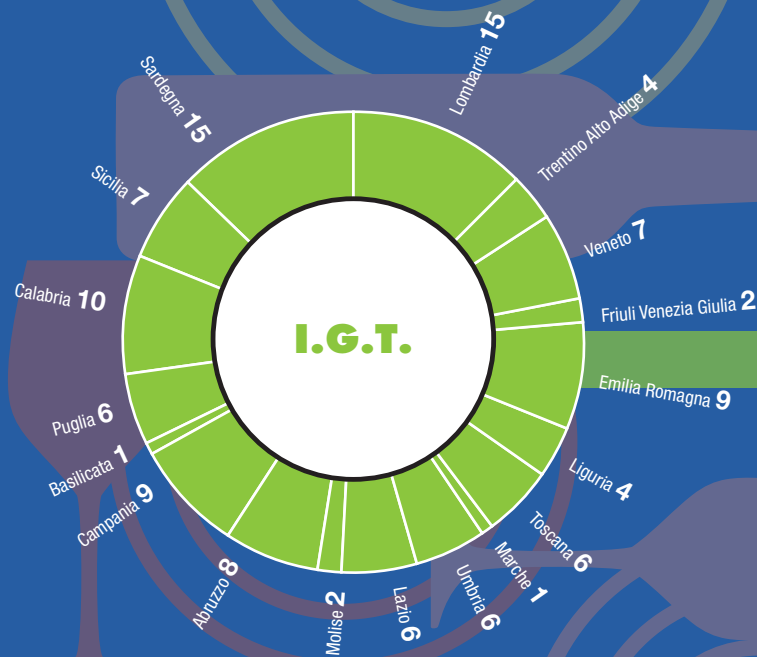 Lombardia 15
Trentino Alto Adige 4
Veneto 7
Friuli Venezia Giulia 2
Emilia Romagna 9
Liguria 4
Toscana 6
Marche 1
Umbria 6
Lazio 6
Molise 2
Abruzzo 8
Campania 9
Basilicata 1
Puglia 6
Calabria 10
Sicilia 7
Sardegna 15
I.G.T.